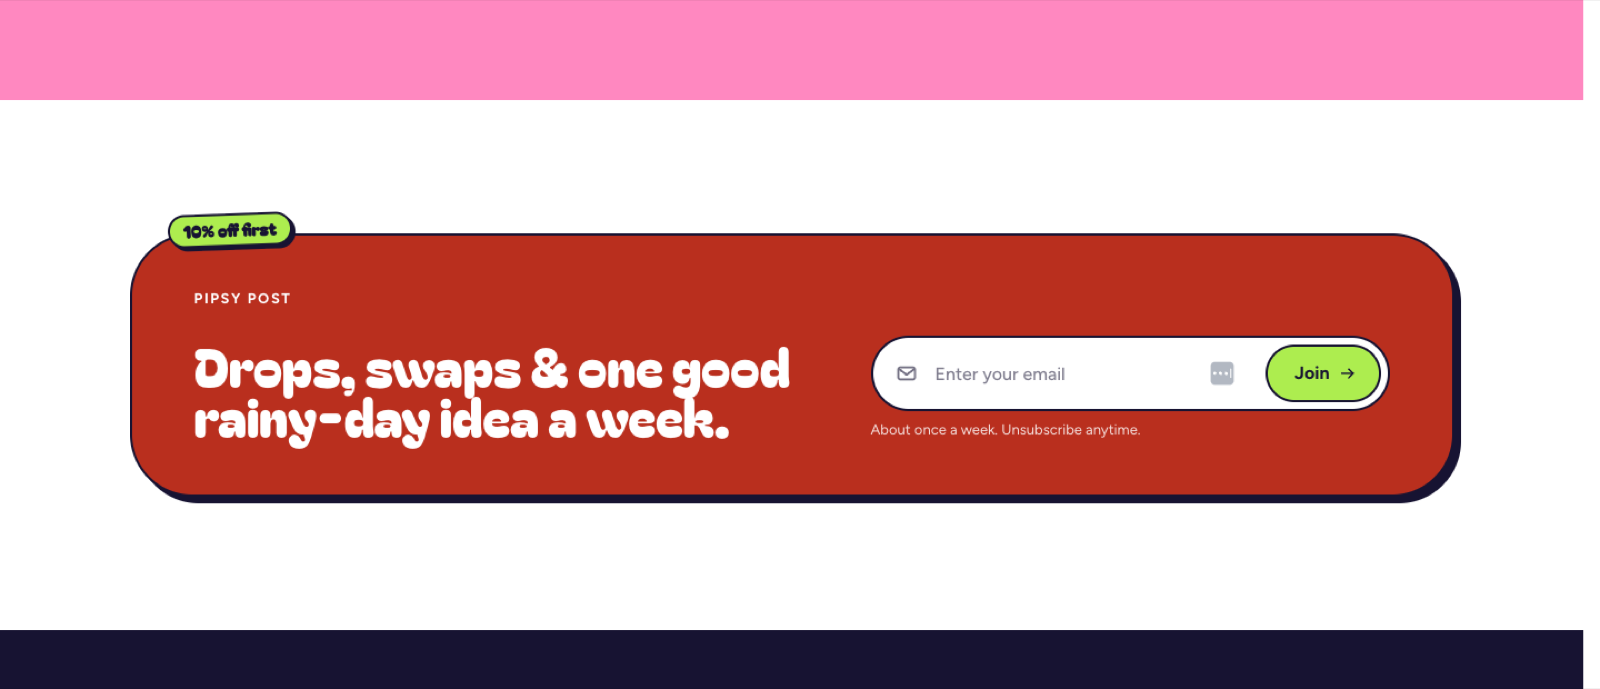 10% off first
PIPSY POST
Drops, swaps & one good
rainy-day idea a week.
Enter your email
Join →
About once a week. Unsubscribe anytime.